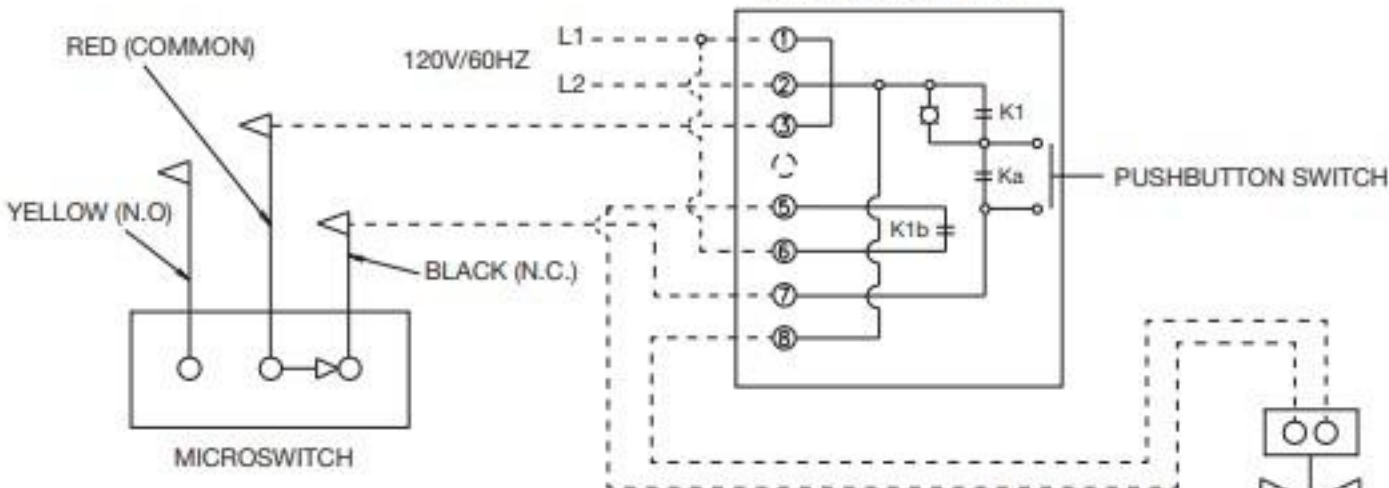 RED (COMMON)
120V/60HZ
L1
L2
1
2
3
5
6
7
8
K1
Ka
K1b
PUSHBUTTON SWITCH
YELLOW (N.O)
BLACK (N.C.)
MICROSWITCH